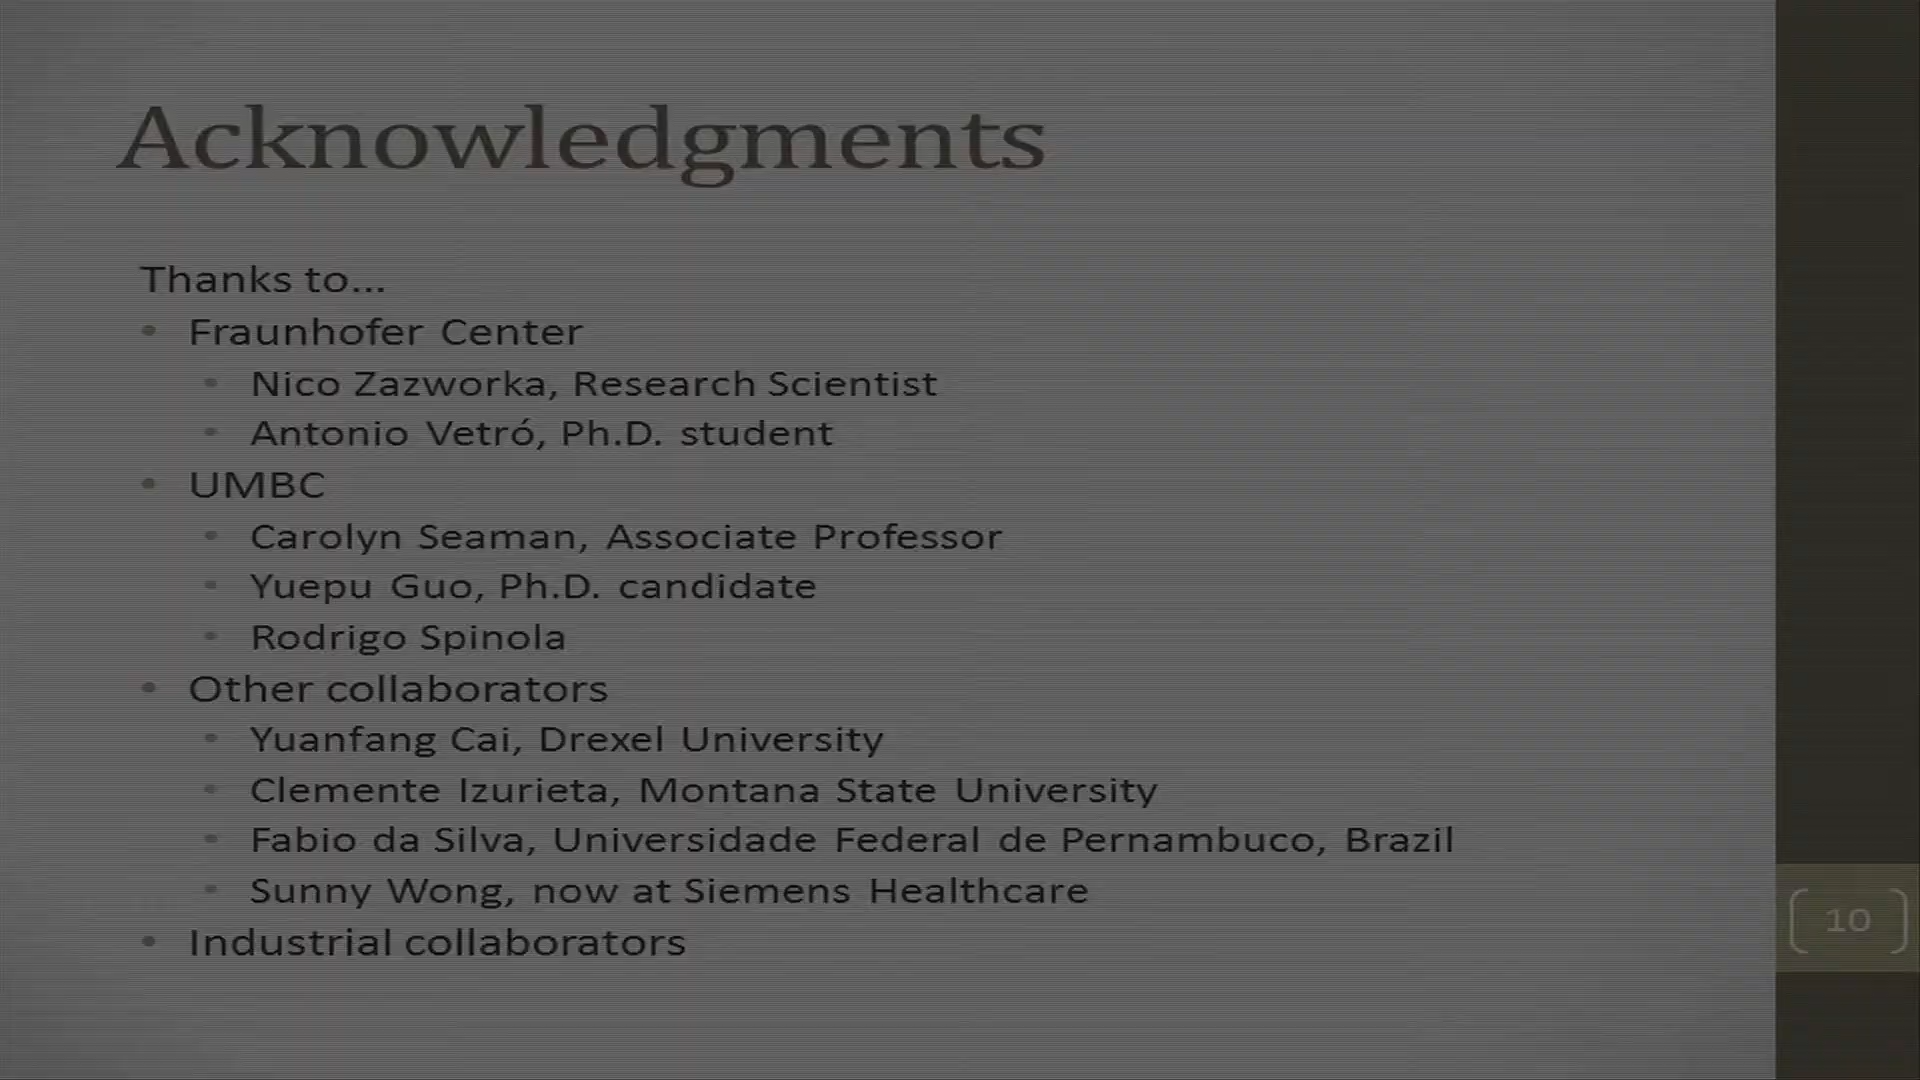 Acknowledgments
Thanks to...
• Fraunhofer Center
• Nico Zazworka, Research Scientist
• Antonio Vetró, Ph.D. student
• UMBC
• Carolyn Seaman, Associate Professor
• Yuepu Guo, Ph.D. candidate
• Rodrigo Spinola
• Other collaborators
• Yuanfang Cai, Drexel University
• Clemente Izurieta, Montana State University
• Fabio da Silva, Universidade Federal de Pernambuco, Brazil
• Sunny Wong, now at Siemens Healthcare
• Industrial collaborators
10